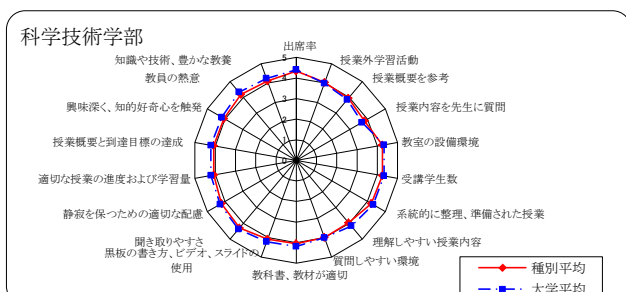 科学技術学部
出席率
授業外学習活動
授業概要を参考
授業内容を先生に質問
教室の設備環境
受講学生数
系統的に整理、準備された授業
理解しやすい授業内容
質問しやすい環境
教科書、教材が適切
黒板の書き方、ビデオ、スライドの
使用
聞き取りやすさ
静寂を保つための適切な配慮
適切な授業の進度および学習量
授業概要と到達目標の達成
興味深く、知的好奇心を触発
教員の熱意
知識や技術、豊かな教養
5
4
3
2
1
0
種別平均
大学平均